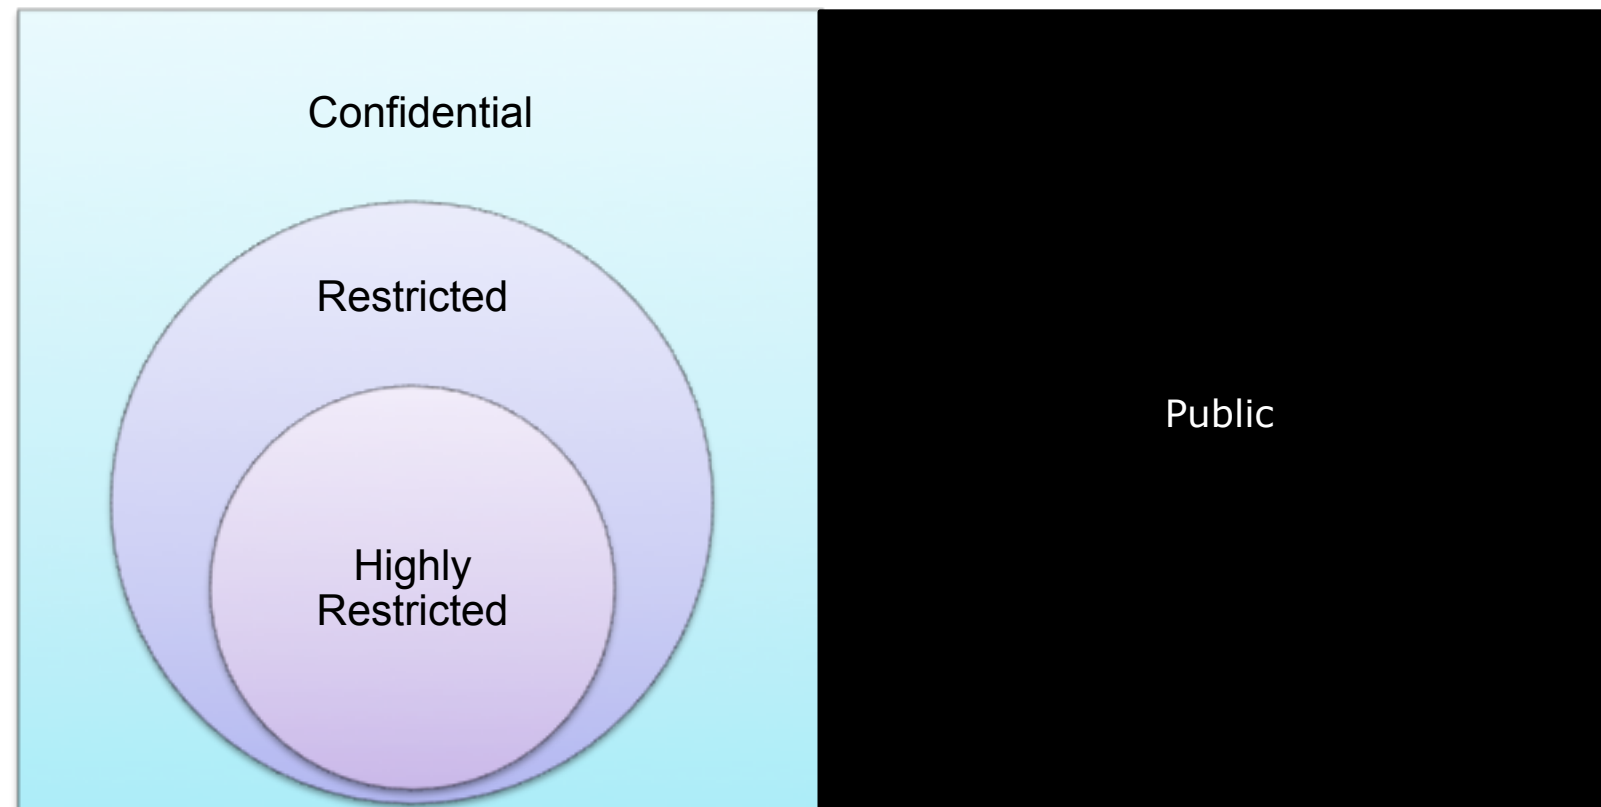 Confidential
Restricted
Highly
Restricted
Public